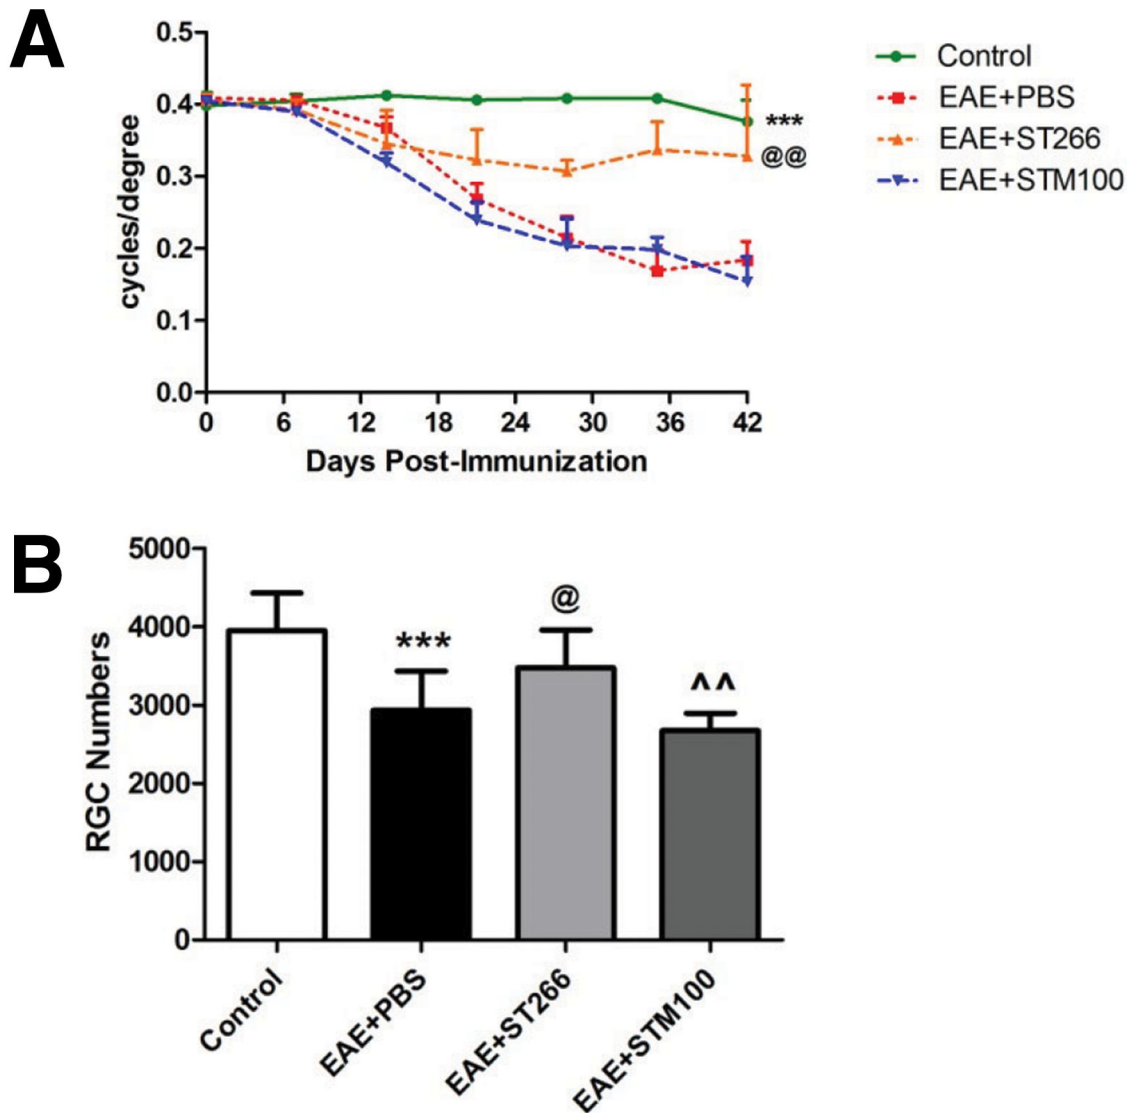 A
0.5
0.4
0.3
0.2
0.1
0.0
cycles/degree
0 6 12 18 24 30 36 42
Days Post-Immunization
***
@@
Control
EAE+PBS
EAE+ST266
EAE+STM100
B
5000
4000
3000
2000
1000
0
RGC Numbers
***
@
^^
Control
EAE+PBS
EAE+ST266
EAE+STM100